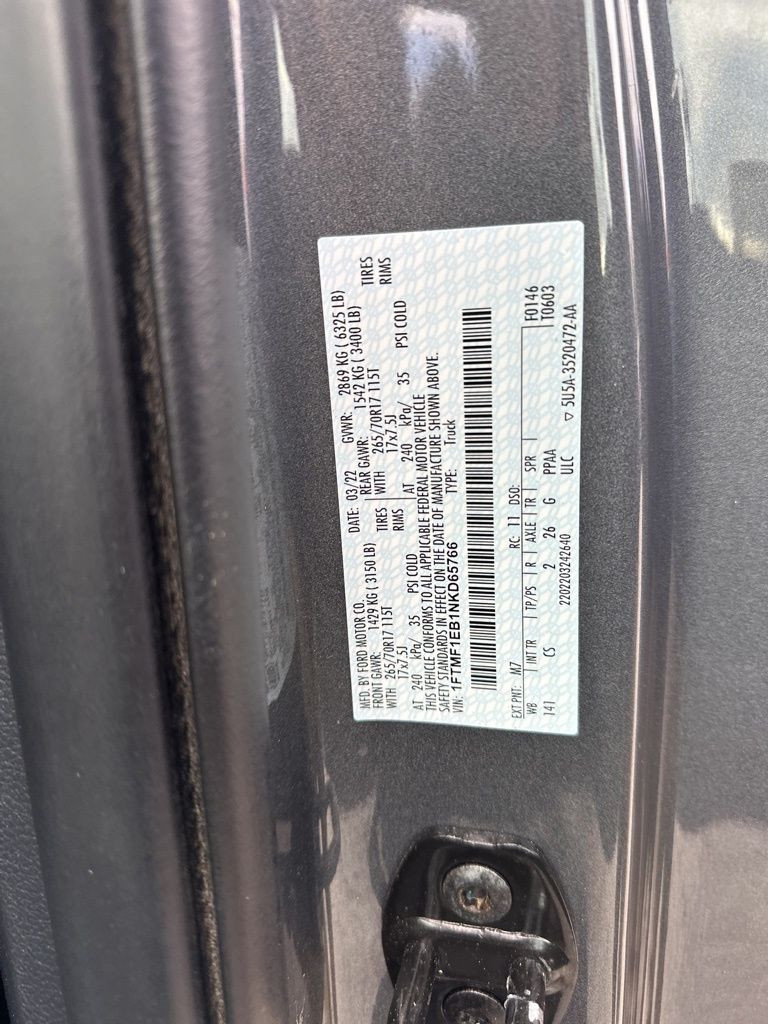 MFD. BY FORD MOTOR CO.
DATE: 03/22 GVWR: 2869 KG ( 6325 LB)
FRONT GAWR: 1429 KG ( 3150 LB) REAR GAWR: 1542 KG ( 3400 LB)
WITH 265/70R17 115T TIRES WITH 265/70R17 115T TIRES
17x7.5J RIMS 17x7.5J RIMS
AT 240 kPa/ 35 PSI COLD AT 240 kPa/ 35 PSI COLD
THIS VEHICLE CONFORMS TO ALL APPLICABLE FEDERAL MOTOR VEHICLE
SAFETY STANDARDS IN EFFECT ON THE DATE OF MANUFACTURE SHOWN ABOVE.
VIN: 1FTMF1EB1NKD65766 TYPE: Truck
EXT PNT: M7 RC: 11 DSO: F0146
WB INT TR TP/PS R AXLE TR SPR T0603
141 CS 2 26 G PPAA
2202203242640 ULC ▽ 5U5A-3520472-AA